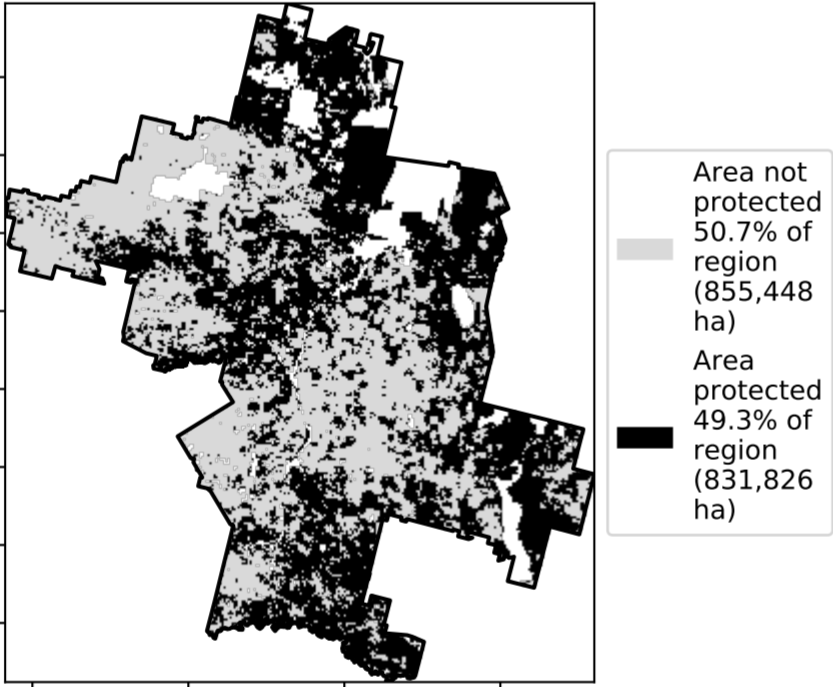 Area not
protected
50.7% of
region
(855,448
ha)
Area
protected
49.3% of
region
(831,826
ha)